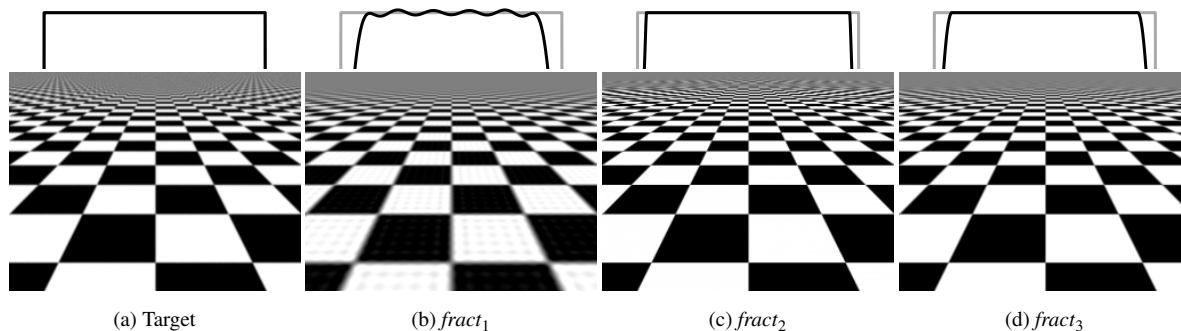 (a) Target
(b) fract₁
(c) fract₂
(d) fract₃